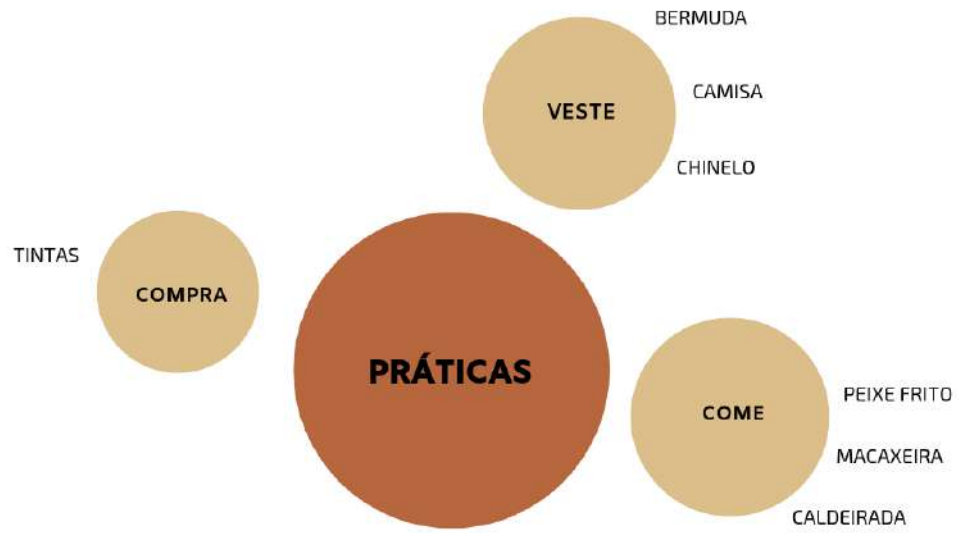 BERMUDA
CAMISA
VESTE
CHINELO
TINTAS
COMPRA
PRÁTICAS
PEIXE FRITO
COME
MACAXEIRA
CALDEIRADA